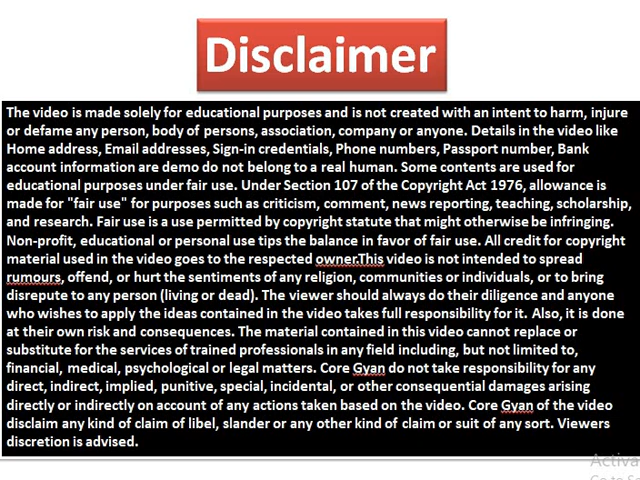 Disclaimer
The video is made solely for educational purposes and is not created with an intent to harm, injure
or defame any person, body of persons, association, company or anyone. Details in the video like
Home address, Email addresses, Sign-in credentials, Phone numbers, Passport number, Bank
account information are demo do not belong to a real human. Some contents are used for
educational purposes under fair use. Under Section 107 of the Copyright Act 1976, allowance is
made for "fair use" for purposes such as criticism, comment, news reporting, teaching, scholarship,
and research. Fair use is a use permitted by copyright statute that might otherwise be infringing.
Non-profit, educational or personal use tips the balance in favor of fair use. All credit for copyright
material used in the video goes to the respected owner.This video is not intended to spread
rumours, offend, or hurt the sentiments of any religion, communities or individuals, or to bring
disrepute to any person (living or dead). The viewer should always do their diligence and anyone
who wishes to apply the ideas contained in the video takes full responsibility for it. Also, it is done
at their own risk and consequences. The material contained in this video cannot replace or
substitute for the services of trained professionals in any field including, but not limited to,
financial, medical, psychological or legal matters. Core Gyan do not take responsibility for any
direct, indirect, implied, punitive, special, incidental, or other consequential damages arising
directly or indirectly on account of any actions taken based on the video. Core Gyan of the video
disclaim any kind of claim of libel, slander or any other kind of claim or suit of any sort. Viewers
discretion is advised.
Activa